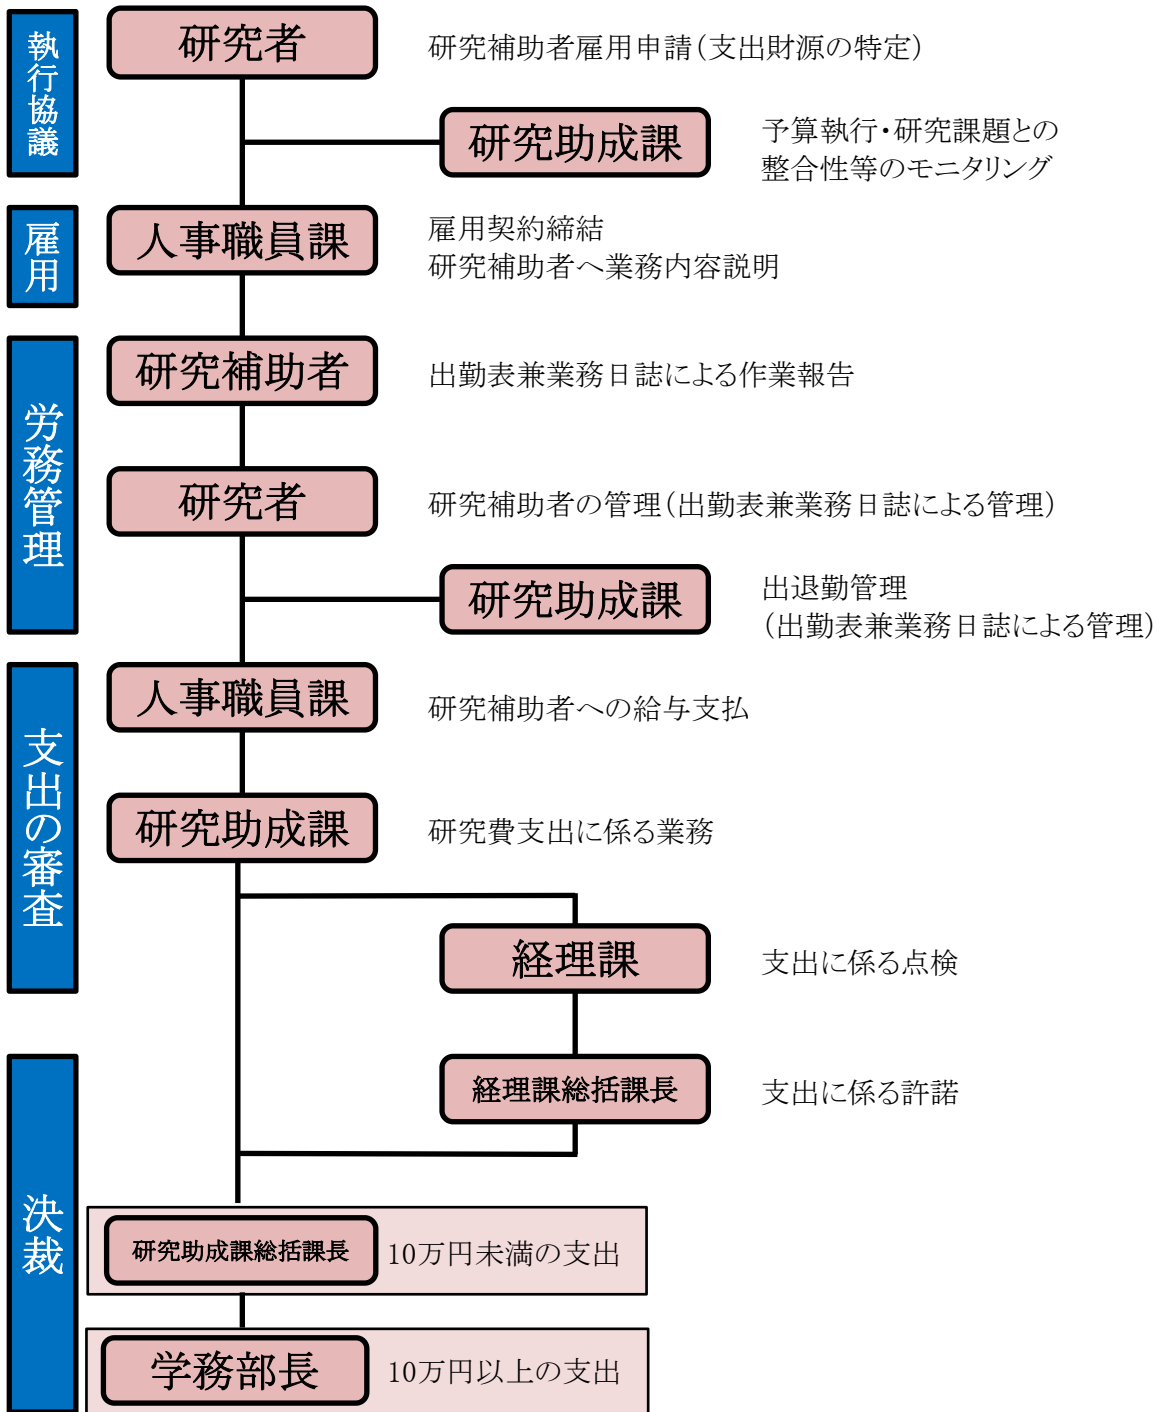 執行協議
研究者
研究補助者雇用申請(支出財源の特定)
研究助成課
予算執行・研究課題との
整合性等のモニタリング
雇用
人事職員課
雇用契約締結
研究補助者へ業務内容説明
労務管理
研究補助者
出勤表兼業務日誌による作業報告
研究者
研究補助者の管理(出勤表兼業務日誌による管理)
研究助成課
出退勤管理
(出勤表兼業務日誌による管理)
支出の審査
人事職員課
研究補助者への給与支払
研究助成課
研究費支出に係る業務
経理課
支出に係る点検
決裁
経理課総括課長
支出に係る許諾
研究助成課総括課長
10万円未満の支出
学務部長
10万円以上の支出